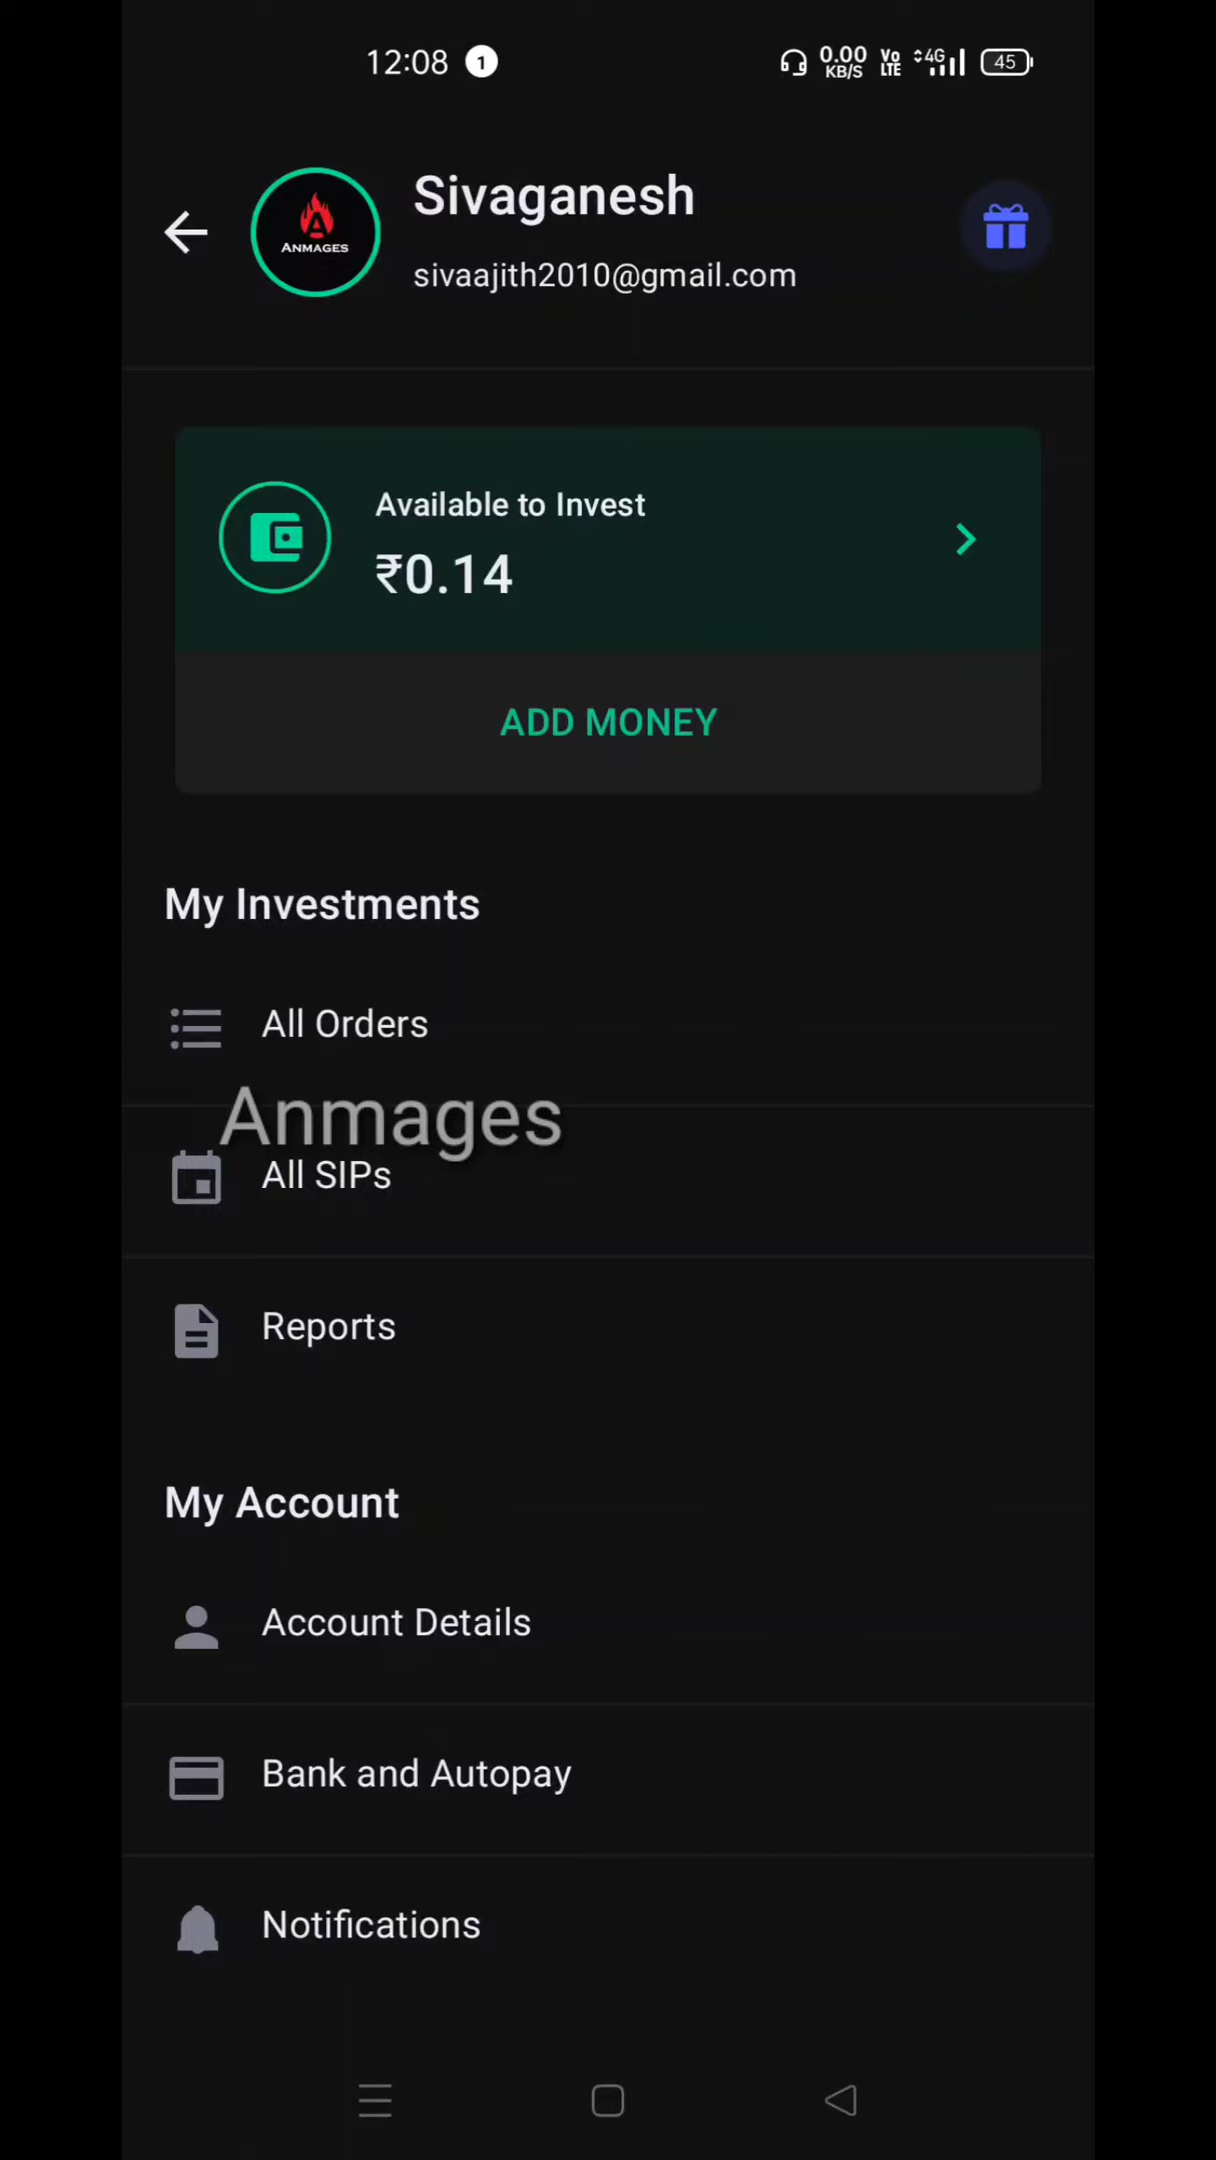 12:08 1 0.00 KB/S Vo LTE 4G 45
Sivaganesh
ANMAGES
sivaajith2010@gmail.com
Available to Invest
₹0.14
ADD MONEY
My Investments
All Orders
Anmages
All SIPs
Reports
My Account
Account Details
Bank and Autopay
Notifications